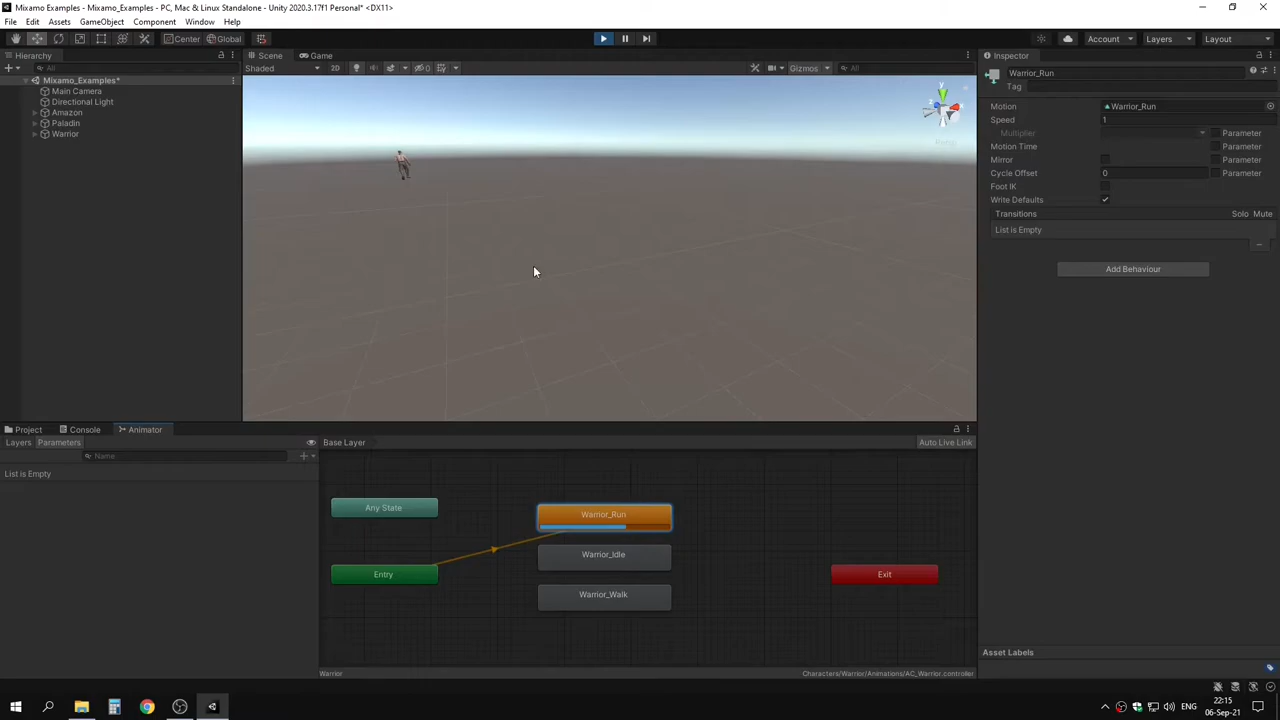 Mixamo Examples - Mixamo_Examples - PC, Mac & Linux Standalone - Unity 2020.3.17f1 Personal* <DX11>
File Edit Assets GameObject Component Window Help
Center Global Account Layers Layout
Hierarchy
All
Mixamo_Examples*
Main Camera
Directional Light
Amazon
Paladin
Warrior
Scene Game
Shaded 2D 0 Gizmos All
y
x
z
Persp
Inspector
Warrior_Run
Tag
Motion Warrior_Run
Speed 1
Multiplier Parameter
Motion Time Parameter
Mirror Parameter
Cycle Offset 0 Parameter
Foot IK
Write Defaults
Transitions Solo Mute
List is Empty
Add Behaviour
Project Console Animator
Layers Parameters Base Layer Auto Live Link
Name
List is Empty
Any State
Entry
Warrior_Run
Warrior_Idle
Warrior_Walk
Exit
Warrior Characters/Warrior/Animations/AC_Warrior.controller
Asset Labels
ENG
22:15
06-Sep-21